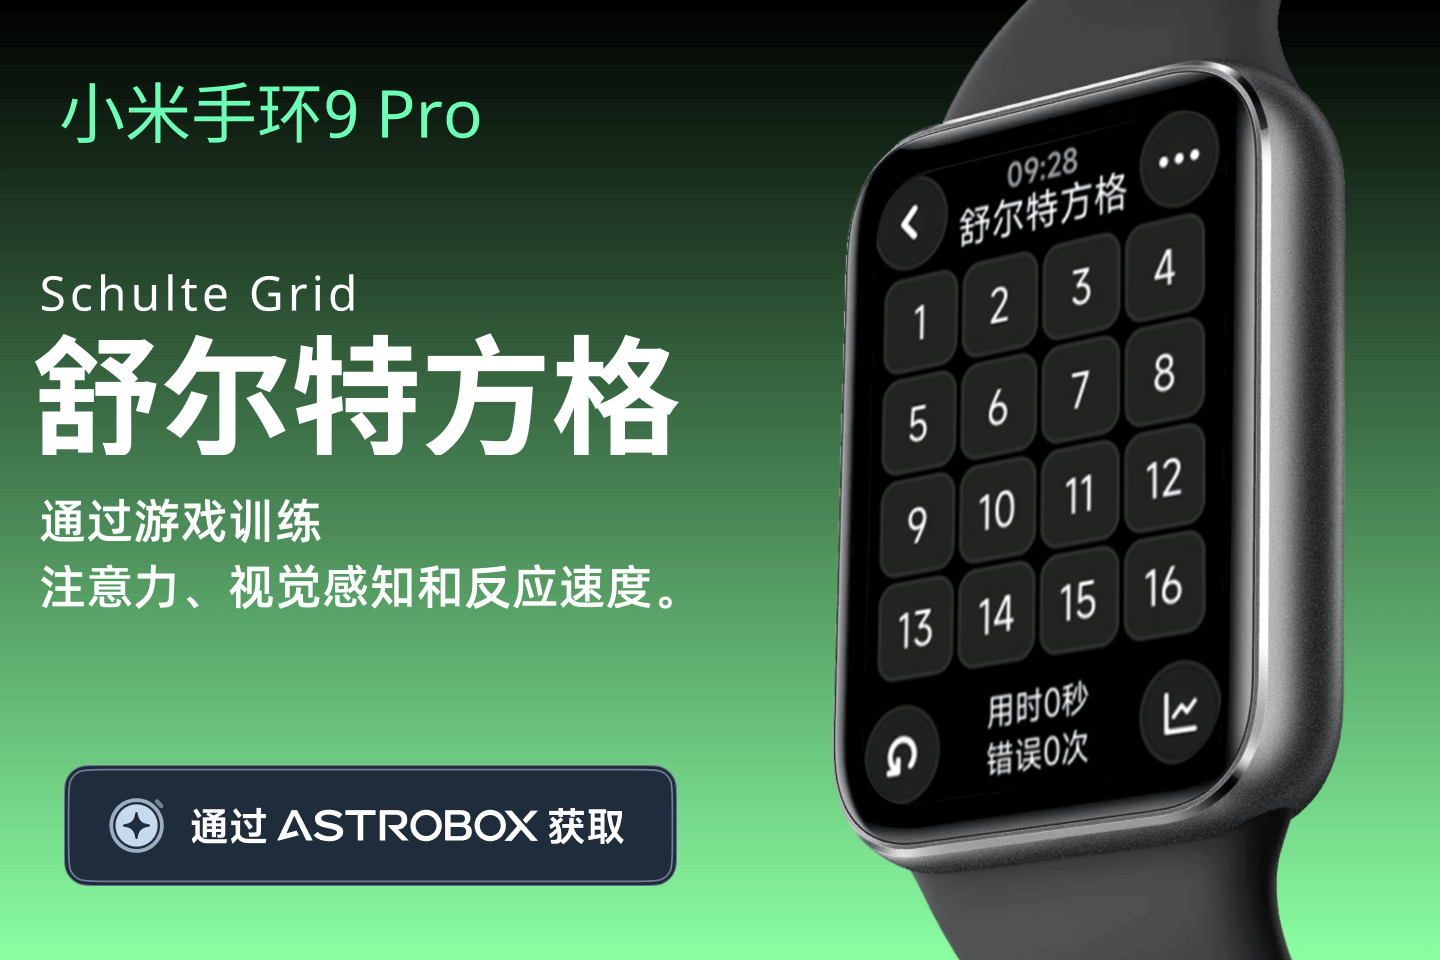 小米手环9 Pro
Schulte Grid
舒尔特方格
通过游戏训练
注意力、视觉感知和反应速度。
通过 ASTROBOX 获取
09:28
舒尔特方格
1 2 3 4
5 6 7 8
9 10 11 12
13 14 15 16
用时0秒
错误0次